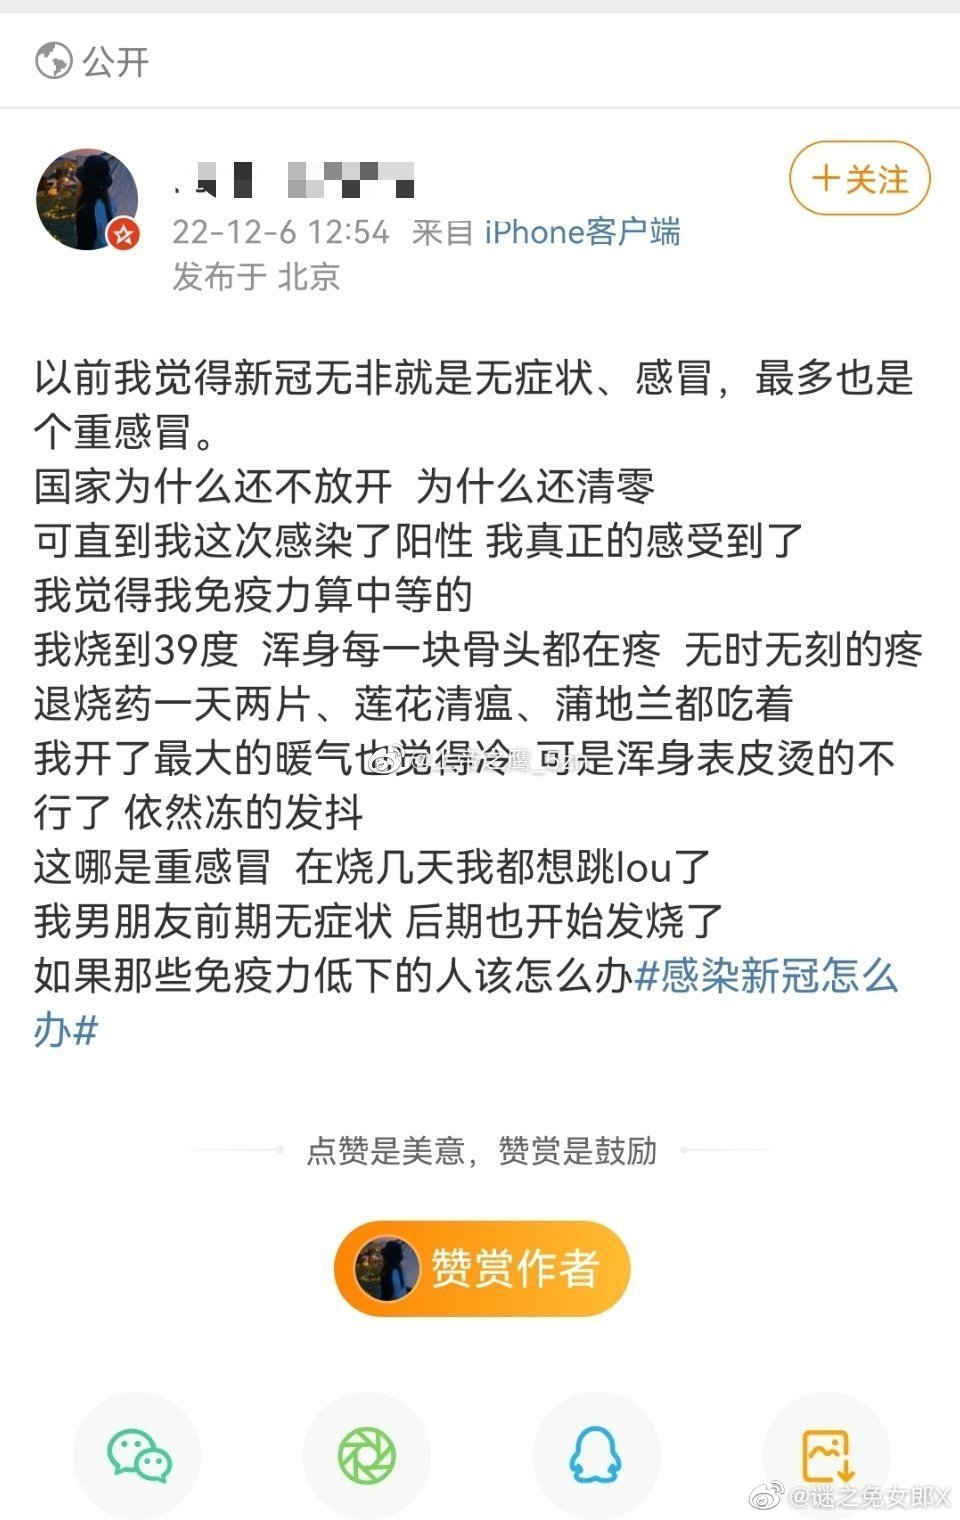 公开
+关注
22-12-6 12:54 来自 iPhone客户端
发布于 北京
以前我觉得新冠无非就是无症状、感冒，最多也是
个重感冒。
国家为什么还不放开 为什么还清零
可直到我这次感染了阳性 我真正的感受到了
我觉得我免疫力算中等的
我烧到39度 浑身每一块骨头都在疼 无时无刻的疼
退烧药一天两片、莲花清瘟、蒲地兰都吃着
我开了最大的暖气也觉得冷 可是浑身表皮烫的不
行了 依然冻的发抖
这哪是重感冒 在烧几天我都想跳lou了
我男朋友前期无症状 后期也开始发烧了
如果那些免疫力低下的人该怎么办#感染新冠怎么
办#
点赞是美意，赞赏是鼓励
赞赏作者
@谜之兔女郎X